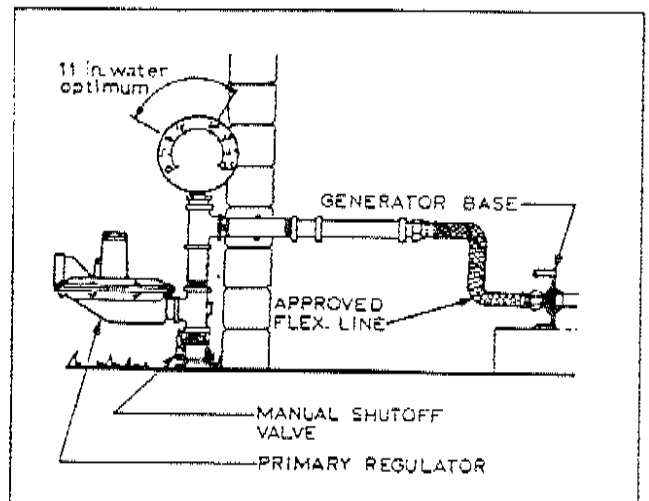 11 in. water
optimum
GENERATOR BASE
APPROVED
FLEX. LINE
MANUAL SHUTOFF
VALVE
PRIMARY REGULATOR